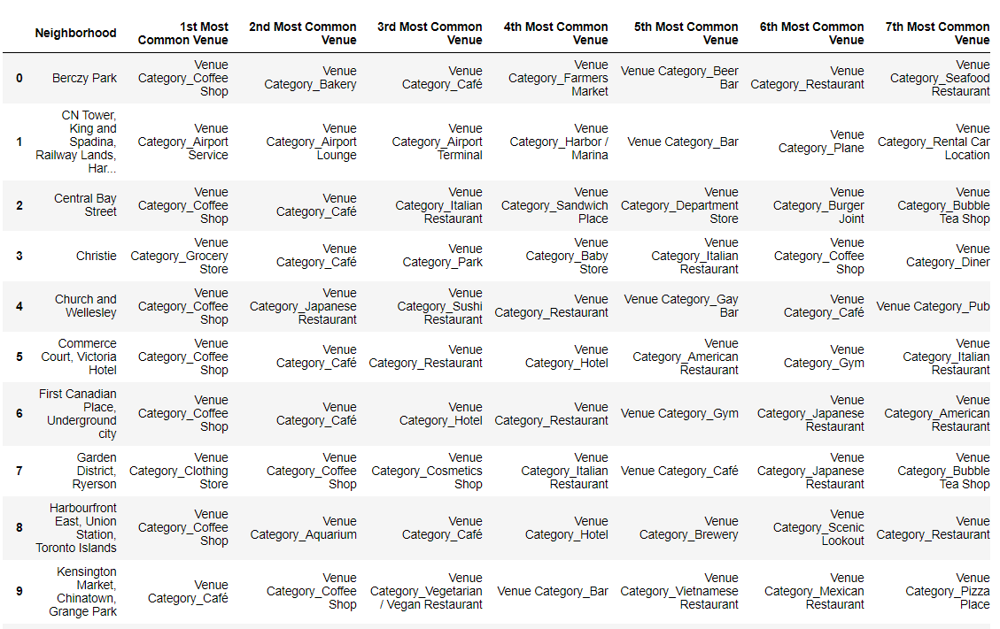 Neighborhood 1st Most Common Venue 2nd Most Common Venue 3rd Most Common Venue 4th Most Common Venue 5th Most Common Venue 6th Most Common Venue 7th Most Common Venue
0 Berczy Park Venue Category_Coffee Shop Venue Category_Bakery Venue Category_Café Venue Category_Farmers Market Venue Category_Beer Bar Venue Category_Restaurant Venue Category_Seafood Restaurant
1 CN Tower, King and Spadina, Railway Lands, Har... Venue Category_Airport Service Venue Category_Airport Lounge Venue Category_Airport Terminal Venue Category_Harbor / Marina Venue Category_Bar Venue Category_Plane Venue Category_Rental Car Location
2 Central Bay Street Venue Category_Coffee Shop Venue Category_Café Venue Category_Italian Restaurant Venue Category_Sandwich Place Venue Category_Department Store Venue Category_Burger Joint Venue Category_Bubble Tea Shop
3 Christie Venue Category_Grocery Store Venue Category_Café Venue Category_Park Venue Category_Baby Store Venue Category_Italian Restaurant Venue Category_Coffee Shop Venue Category_Diner
4 Church and Wellesley Venue Category_Coffee Shop Venue Category_Japanese Restaurant Venue Category_Sushi Restaurant Venue Category_Restaurant Venue Category_Gay Bar Venue Category_Café Venue Category_Pub
5 Commerce Court, Victoria Hotel Venue Category_Coffee Shop Venue Category_Café Venue Category_Restaurant Venue Category_Hotel Venue Category_American Restaurant Venue Category_Gym Venue Category_Italian Restaurant
6 First Canadian Place, Underground city Venue Category_Coffee Shop Venue Category_Café Venue Category_Hotel Venue Category_Restaurant Venue Category_Gym Venue Category_Japanese Restaurant Venue Category_American Restaurant
7 Garden District, Ryerson Venue Category_Clothing Store Venue Category_Coffee Shop Venue Category_Cosmetics Shop Venue Category_Italian Restaurant Venue Category_Café Venue Category_Japanese Restaurant Venue Category_Bubble Tea Shop
8 Harbourfront East, Union Station, Toronto Islands Venue Category_Coffee Shop Venue Category_Aquarium Venue Category_Café Venue Category_Hotel Venue Category_Brewery Venue Category_Scenic Lookout Venue Category_Restaurant
9 Kensington Market, Chinatown, Grange Park Venue Category_Café Venue Category_Coffee Shop Venue Category_Vegetarian / Vegan Restaurant Venue Category_Bar Venue Category_Vietnamese Restaurant Venue Category_Mexican Restaurant Venue Category_Pizza Place